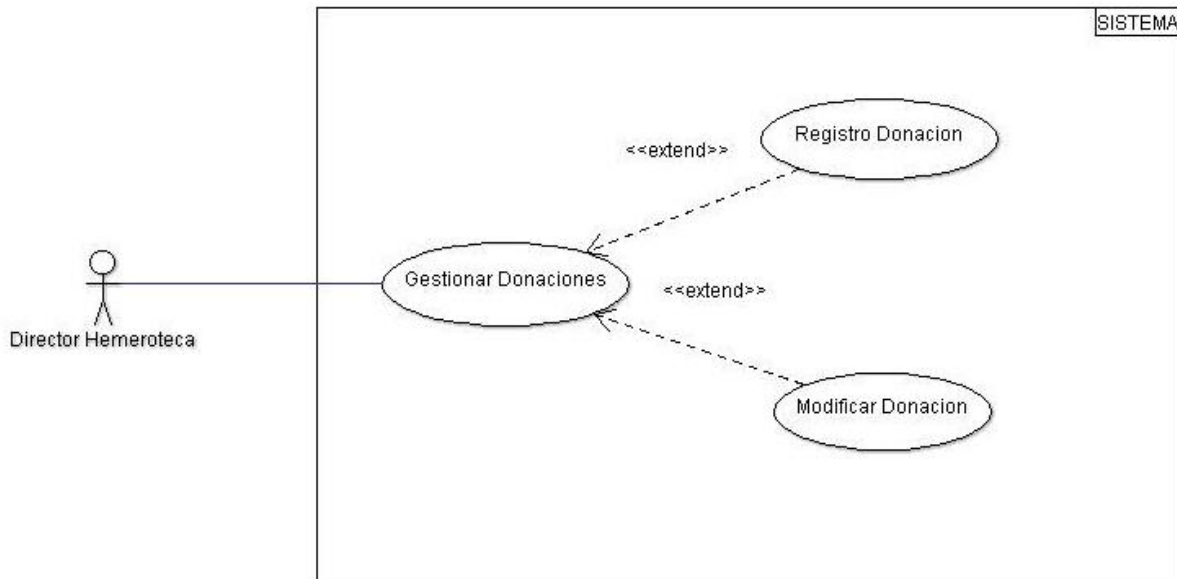 SISTEMA
Registro Donacion
<<extend>>
Gestionar Donaciones
<<extend>>
Director Hemeroteca
Modificar Donacion